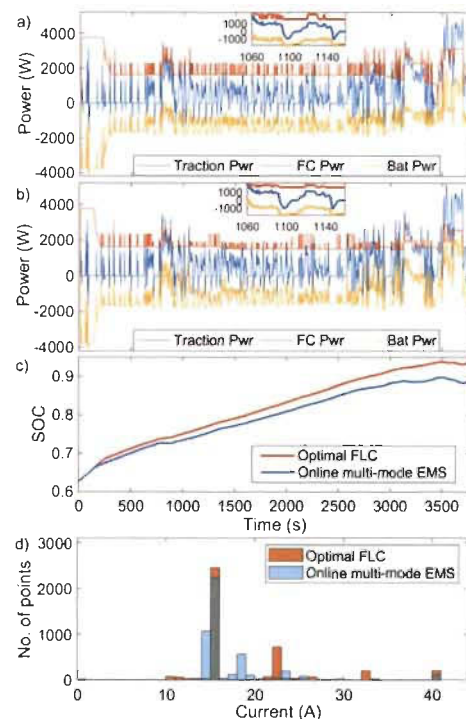 a)
Power (W)
4000
2000
0
-2000
-4000
1000
0
-1000
1060 1100 1140
Traction Pwr FC Pwr Bat Pwr
b)
Power (W)
4000
2000
0
-2000
-4000
1000
-1000
1060 1100 1140
Traction Pwr FC Pwr Bat Pwr
c)
SOC
0.9
0.8
0.7
0.6
Optimal FLC
Online multi-mode EMS
0 500 1000 1500 2000 2500 3000 3500
Time (s)
d)
No. of points
3000
2000
1000
0
Optimal FLC
Online multi-mode EMS
0 10 20 30 40
Current (A)